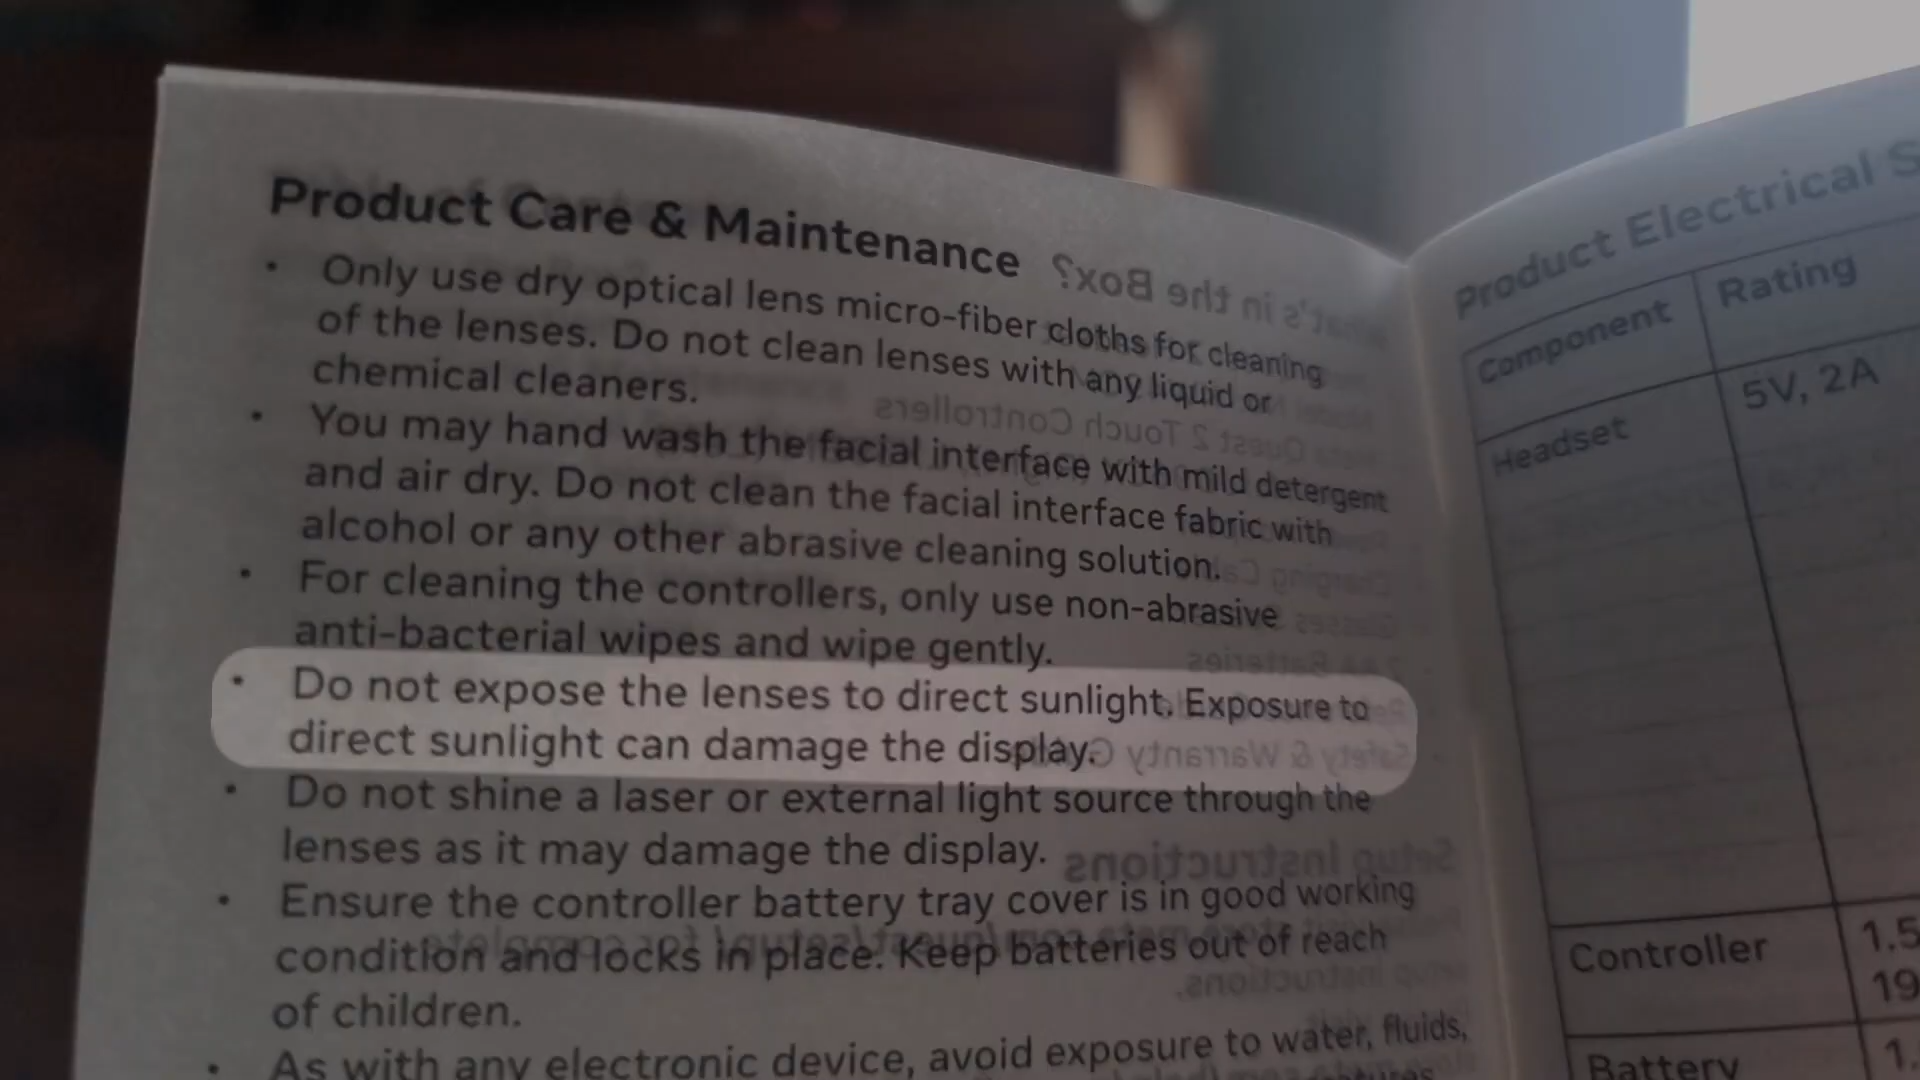 Product Care & Maintenance
• Only use dry optical lens micro-fiber cloths for cleaning
of the lenses. Do not clean lenses with any liquid or
chemical cleaners.
• You may hand wash the facial interface with mild detergent
and air dry. Do not clean the facial interface fabric with
alcohol or any other abrasive cleaning solution.
• For cleaning the controllers, only use non-abrasive
anti-bacterial wipes and wipe gently.
• Do not expose the lenses to direct sunlight. Exposure to
direct sunlight can damage the display.
• Do not shine a laser or external light source through the
lenses as it may damage the display.
• Ensure the controller battery tray cover is in good working
condition and locks in place. Keep batteries out of reach
of children.
• As with any electronic device, avoid exposure to water, fluids,
Product Electrical
Component Rating
Headset 5V, 2A
Controller
Battery